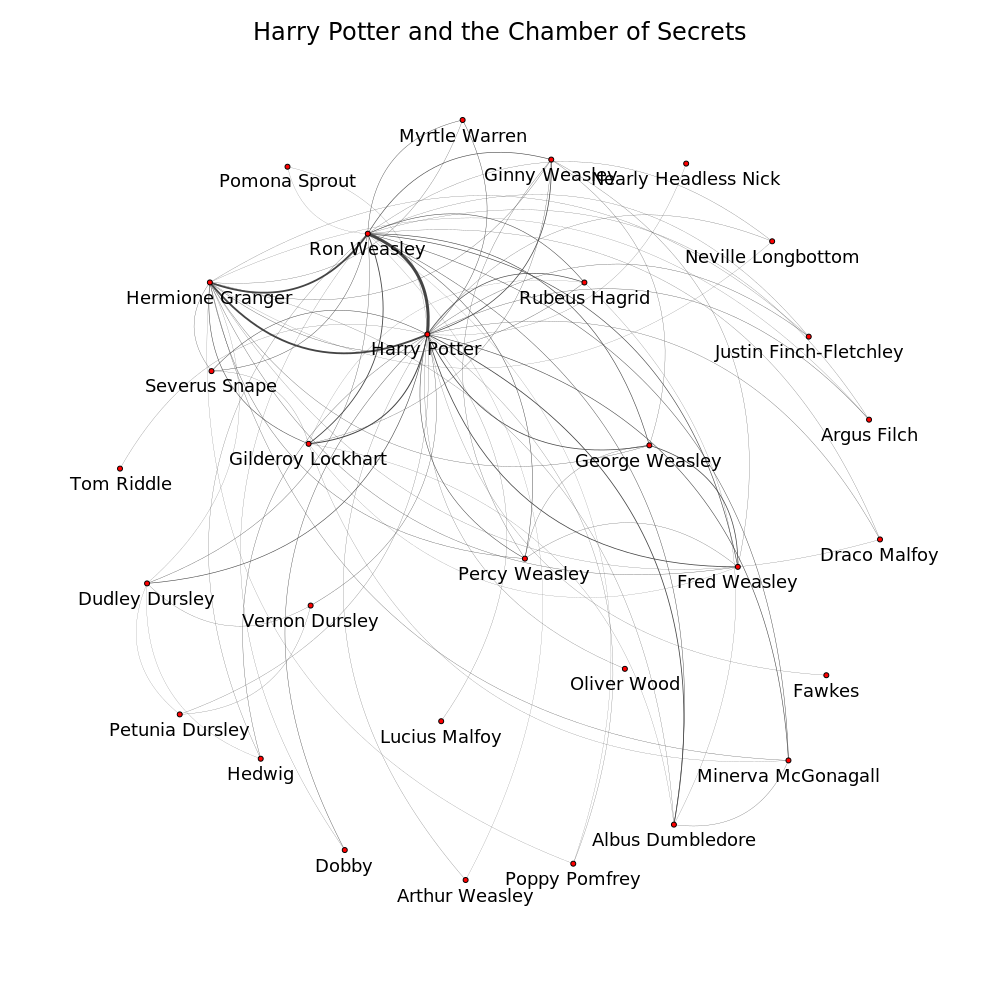 Harry Potter and the Chamber of Secrets
Myrtle Warren
Ginny Weasley
Nearly Headless Nick
Pomona Sprout
Ron Weasley
Neville Longbottom
Hermione Granger
Rubeus Hagrid
Harry Potter
Justin Finch-Fletchley
Severus Snape
Argus Filch
Gilderoy Lockhart
George Weasley
Tom Riddle
Draco Malfoy
Percy Weasley
Fred Weasley
Dudley Dursley
Vernon Dursley
Oliver Wood
Fawkes
Petunia Dursley
Lucius Malfoy
Hedwig
Minerva McGonagall
Albus Dumbledore
Dobby
Poppy Pomfrey
Arthur Weasley